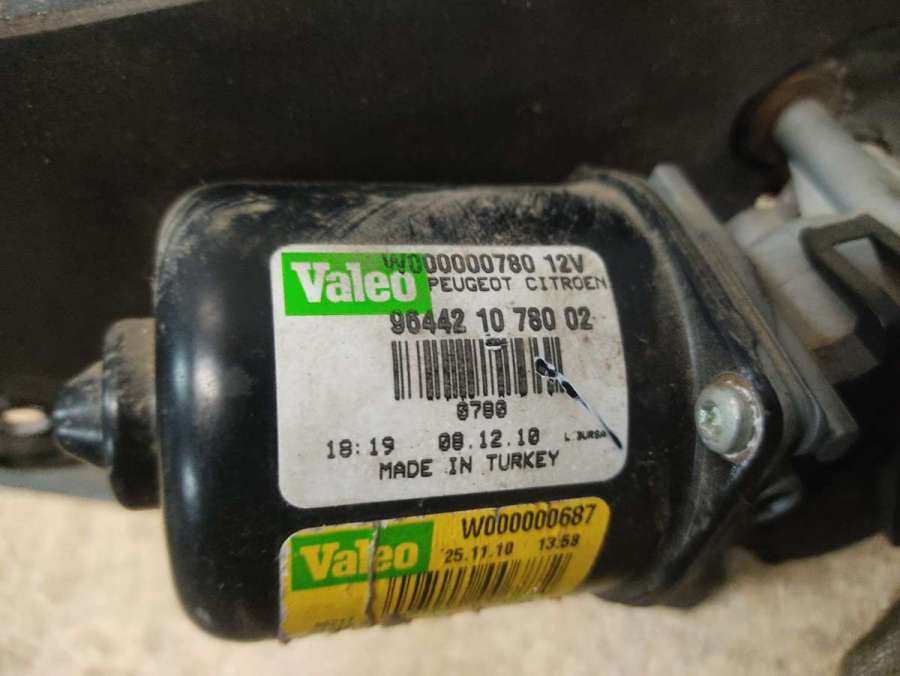 Valeo
W000000780 12V
PEUGEOT CITROEN
96442 10 780 02
0780
18:19 08.12.10 L.BURSA
MADE IN TURKEY
Valeo
W000000687
25.11.10 13:58